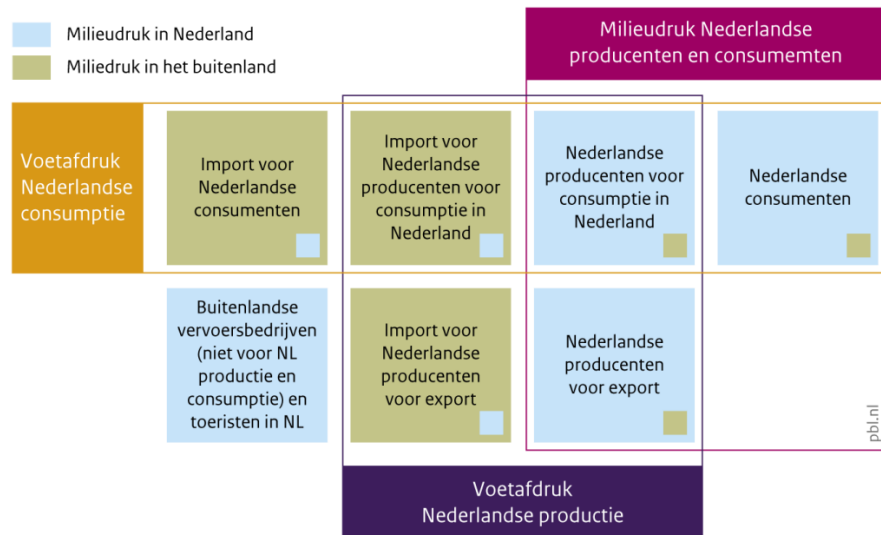 Milieudruk in Nederland
Miliedruk in het buitenland
Milieudruk Nederlandse
producenten en consumemten
Voetafdruk
Nederlandse
consumptie
Import voor
Nederlandse
consumenten
Import voor
Nederlandse
producenten voor
consumptie in
Nederland
Nederlandse
producenten voor
consumptie in
Nederland
Nederlandse
consumenten
Buitenlandse
vervoersbedrijven
(niet voor NL
productie en
consumptie) en
toeristen in NL
Import voor
Nederlandse
producenten
voor export
Nederlandse
producenten
voor export
pbl.nl
Voetafdruk
Nederlandse productie